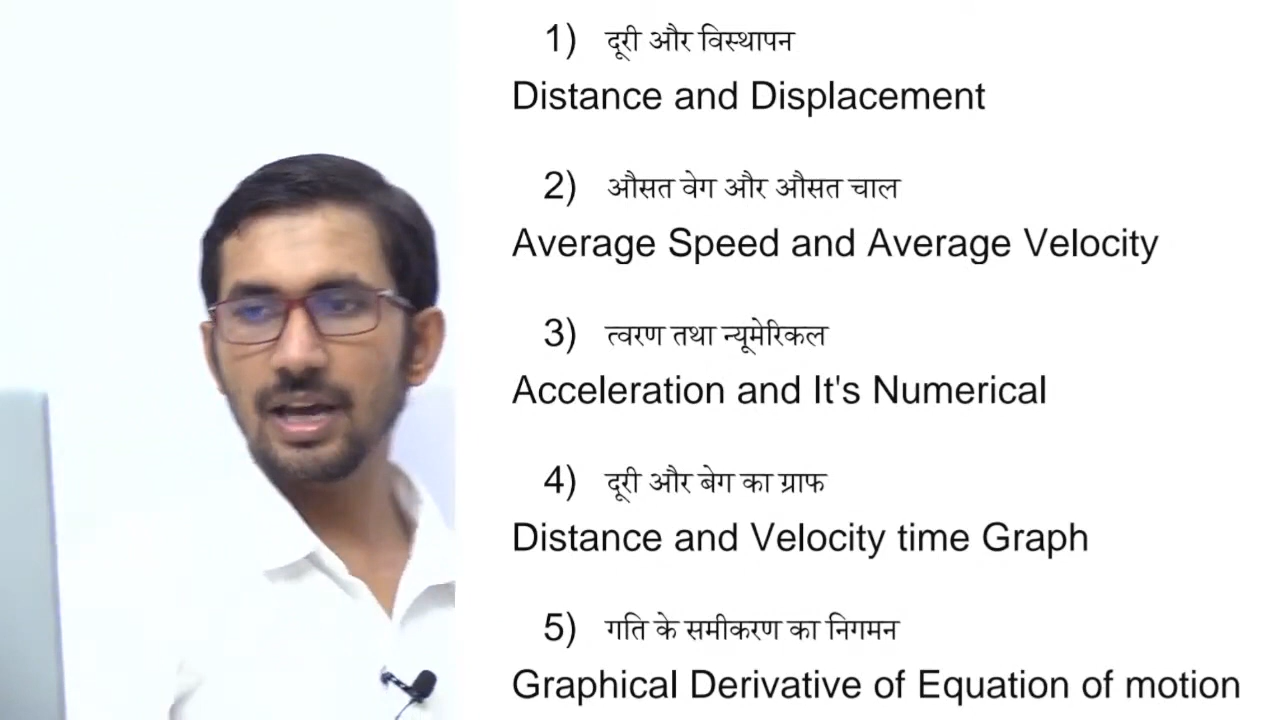 1) दूरी और विस्थापन
Distance and Displacement
2) औसत वेग और औसत चाल
Average Speed and Average Velocity
3) त्वरण तथा न्यूमेरिकल
Acceleration and It's Numerical
4) दूरी और बेग का ग्राफ
Distance and Velocity time Graph
5) गति के समीकरण का निगमन
Graphical Derivative of Equation of motion